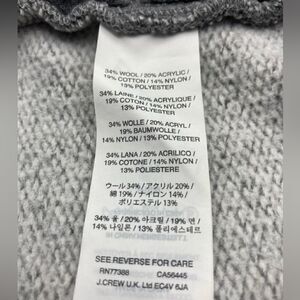 34% WOOL / 20% ACRYLIC /
19% COTTON / 14% NYLON /
13% POLYESTER
34% LAINE / 20% ACRYLIQUE /
19% COTON / 14% NYLON /
13% POLYESTER
34% WOLLE / 20% ACRYL /
19% BAUMWOLLE /
14% NYLON / 13% POLYESTER
34% LANA / 20% ACRILICO /
19% COTONE / 14% NYLON /
13% POLIESTERE
ウール 34% / アクリル 20% /
綿 19% / ナイロン 14% /
ポリエステル 13%
34% 울 / 20% 아크릴 / 19% 면 /
14% 나일론 / 13% 폴리에스테르
SEE REVERSE FOR CARE
RN77388 CA56445
J.CREW U.K. Ltd EC4V 6JA